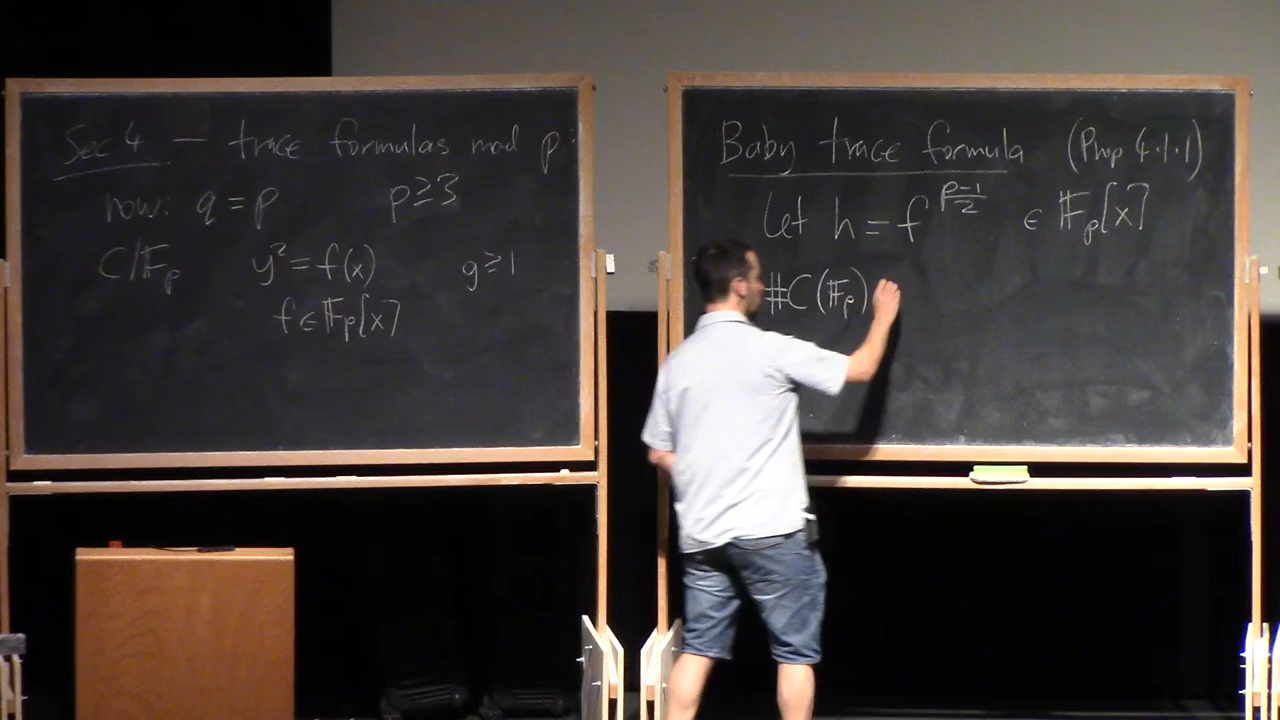 Sec 4 — trace formulas mod p:
now: q = p p ≥ 3
C/𝔽ₚ y² = f(x) g ≥ 1
f ∈ 𝔽ₚ[x]
Baby trace formula (Prop 4.1.1)
Let h = f^{\frac{p-1}{2}} ∈ 𝔽ₚ[x]
#C(𝔽ₚ)